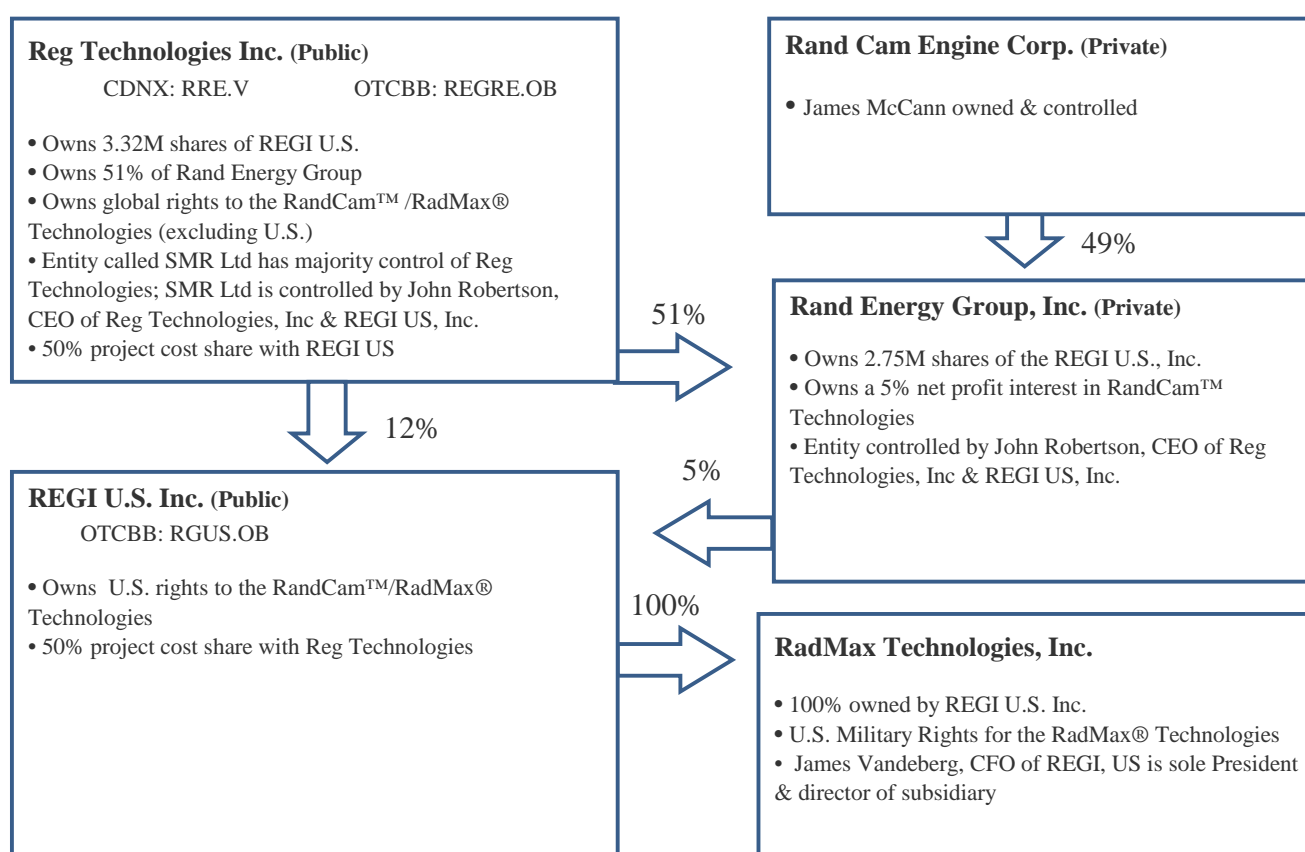 Reg Technologies Inc. (Public)
CDNX: RRE.V OTCBB: REGRE.OB
• Owns 3.32M shares of REGI U.S.
• Owns 51% of Rand Energy Group
• Owns global rights to the RandCam™ /RadMax®
Technologies (excluding U.S.)
• Entity called SMR Ltd has majority control of Reg
Technologies; SMR Ltd is controlled by John Robertson,
CEO of Reg Technologies, Inc & REGI US, Inc.
• 50% project cost share with REGI US
Rand Cam Engine Corp. (Private)
• James McCann owned & controlled
49%
51%
Rand Energy Group, Inc. (Private)
• Owns 2.75M shares of the REGI U.S., Inc.
• Owns a 5% net profit interest in RandCam™
Technologies
• Entity controlled by John Robertson, CEO of Reg
Technologies, Inc & REGI US, Inc.
12%
5%
REGI U.S. Inc. (Public)
OTCBB: RGUS.OB
• Owns U.S. rights to the RandCam™/RadMax®
Technologies
• 50% project cost share with Reg Technologies
100%
RadMax Technologies, Inc.
• 100% owned by REGI U.S. Inc.
• U.S. Military Rights for the RadMax® Technologies
• James Vandeberg, CFO of REGI, US is sole President
& director of subsidiary